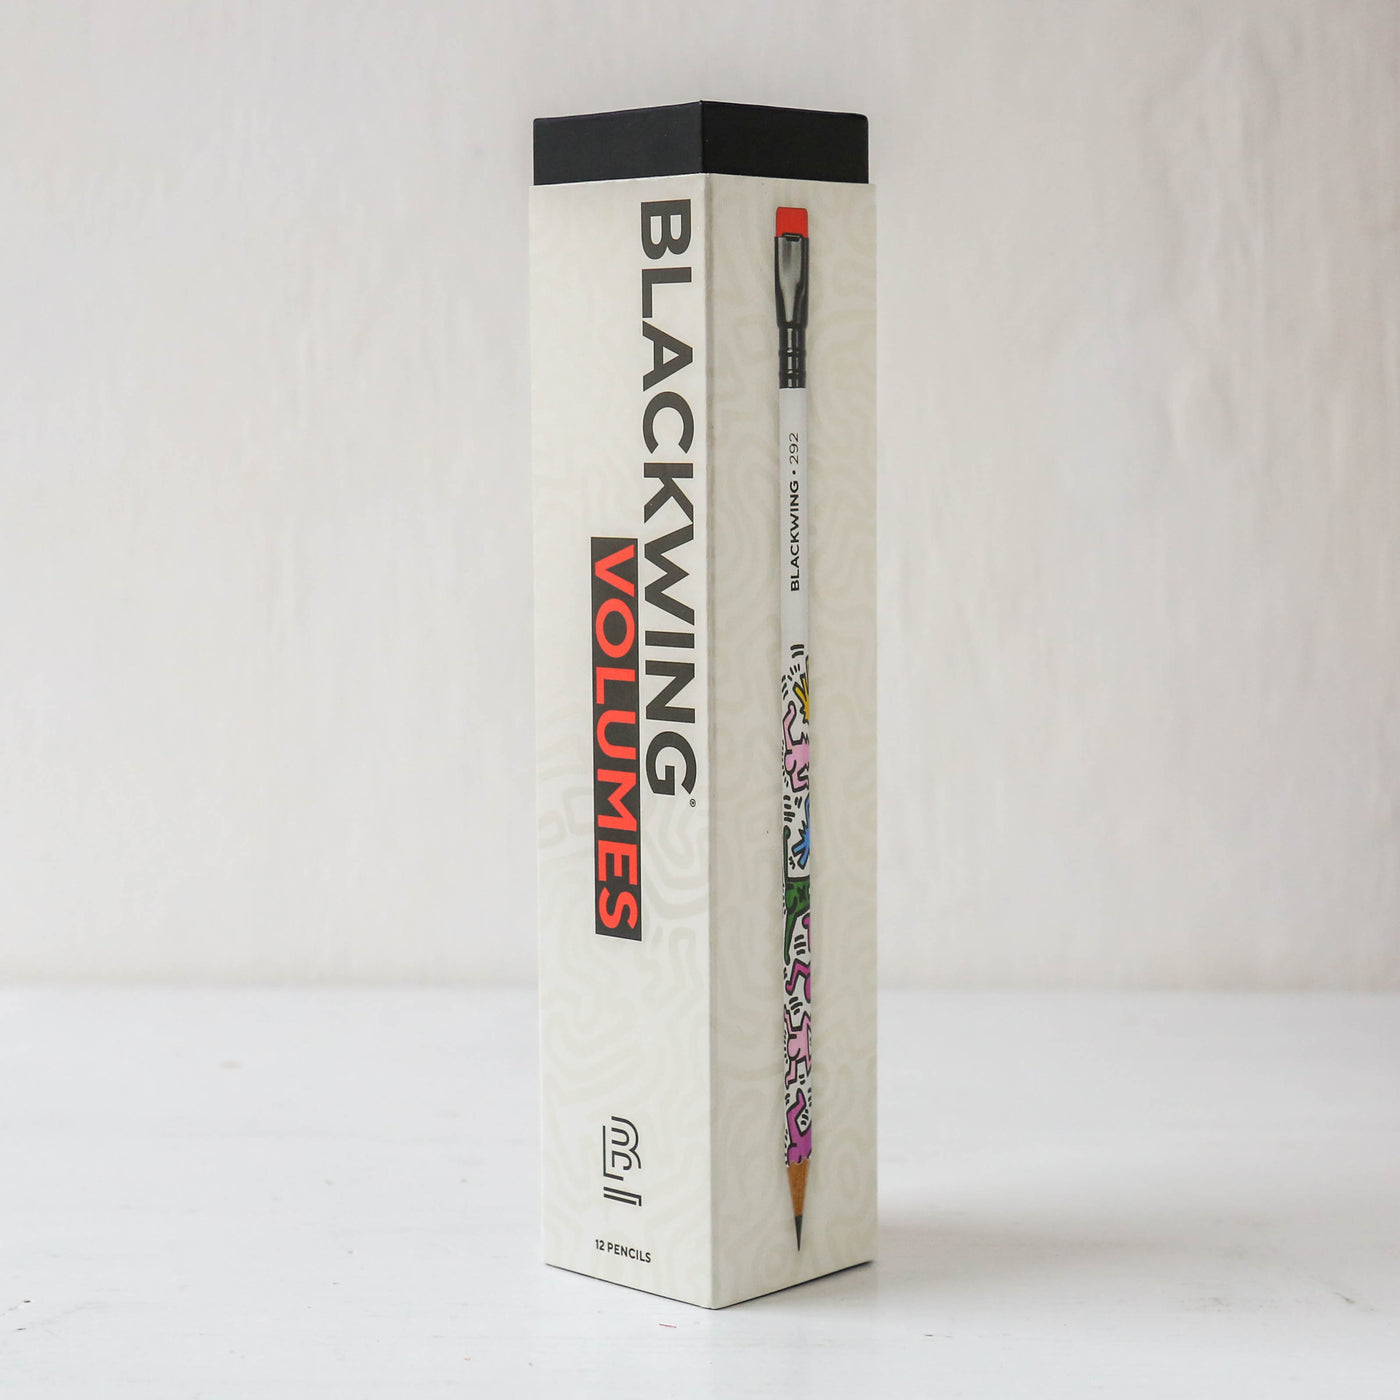 BLACKWING®
VOLUMES
12 PENCILS
BLACKWING • 292